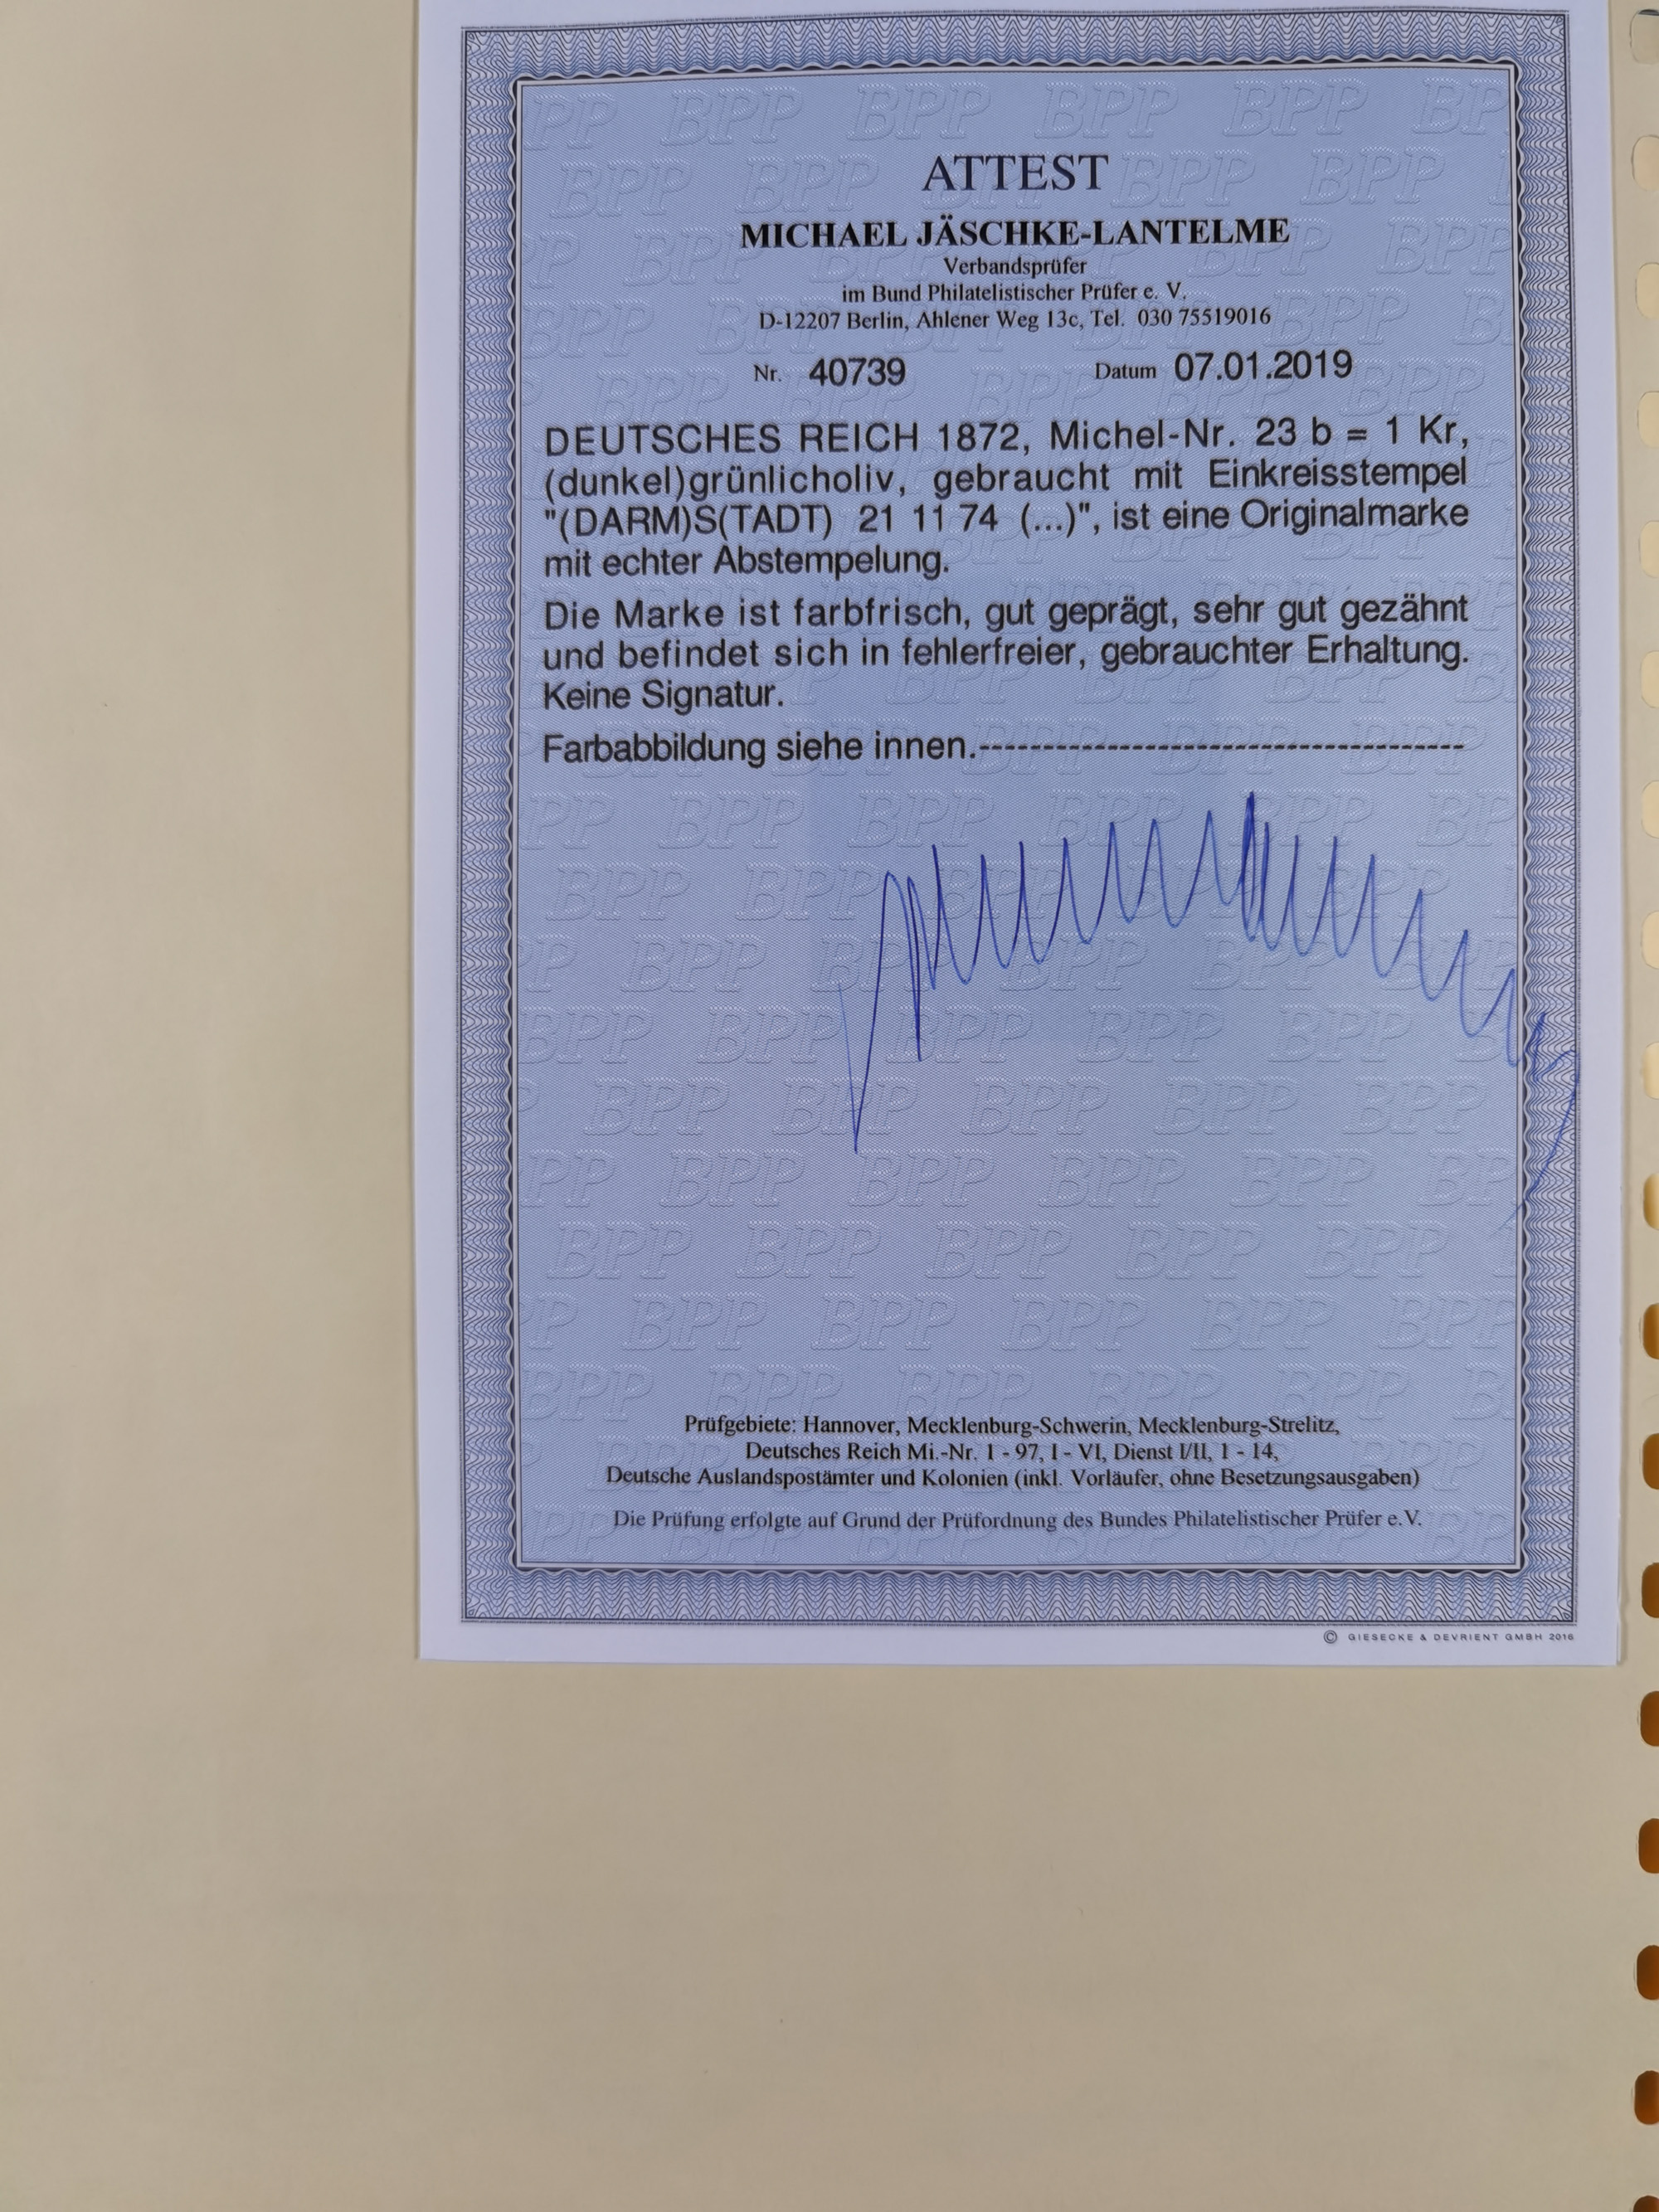 ATTEST
MICHAEL JÄSCHKE-LANTELME
Verbandsprüfer
im Bund Philatelistischer Prüfer e. V.
D-12207 Berlin, Ahlener Weg 13c, Tel. 030 75519016
Nr. 40739 Datum 07.01.2019
DEUTSCHES REICH 1872, Michel-Nr. 23 b = 1 Kr,
(dunkel)grünlicholiv, gebraucht mit Einkreisstempel
"(DARM)S(TADT) 21 11 74 (...)", ist eine Originalmarke
mit echter Abstempelung.
Die Marke ist farbfrisch, gut geprägt, sehr gut gezähnt
und befindet sich in fehlerfreier, gebrauchter Erhaltung.
Keine Signatur.
Farbabbildung siehe innen.--------------------------------------
Prüfgebiete: Hannover, Mecklenburg-Schwerin, Mecklenburg-Strelitz,
Deutsches Reich Mi.-Nr. 1 - 97, I - VI, Dienst I/II, 1 - 14,
Deutsche Auslandspostämter und Kolonien (inkl. Vorläufer, ohne Besetzungsausgaben)
Die Prüfung erfolgte auf Grund der Prüfordnung des Bundes Philatelistischer Prüfer e.V.
© GIESECKE & DEVRIENT GMBH 2016